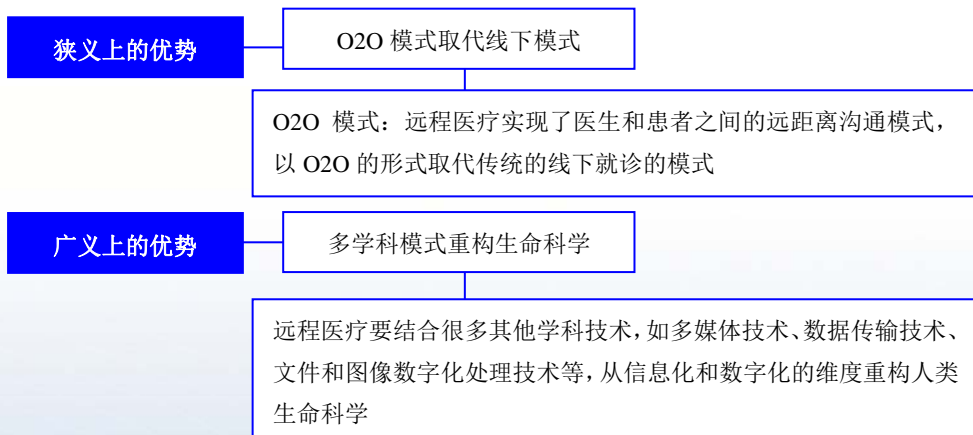 狭义上的优势
O2O 模式取代线下模式
O2O 模式：远程医疗实现了医生和患者之间的远距离沟通模式，
以 O2O 的形式取代传统的线下就诊的模式
广义上的优势
多学科模式重构生命科学
远程医疗要结合很多其他学科技术，如多媒体技术、数据传输技术、
文件和图像数字化处理技术等，从信息化和数字化的维度重构人类
生命科学